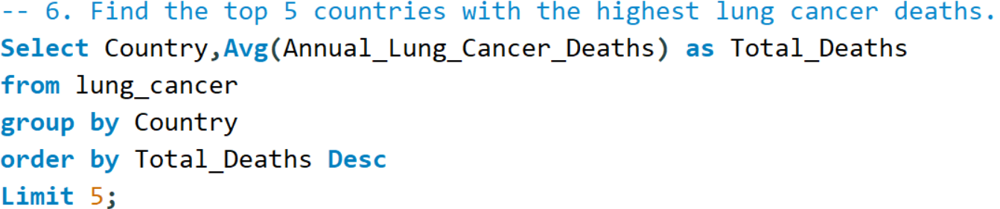 -- 6. Find the top 5 countries with the highest lung cancer deaths.
Select Country,Avg(Annual_Lung_Cancer_Deaths) as Total_Deaths
from lung_cancer
group by Country
order by Total_Deaths Desc
Limit 5;